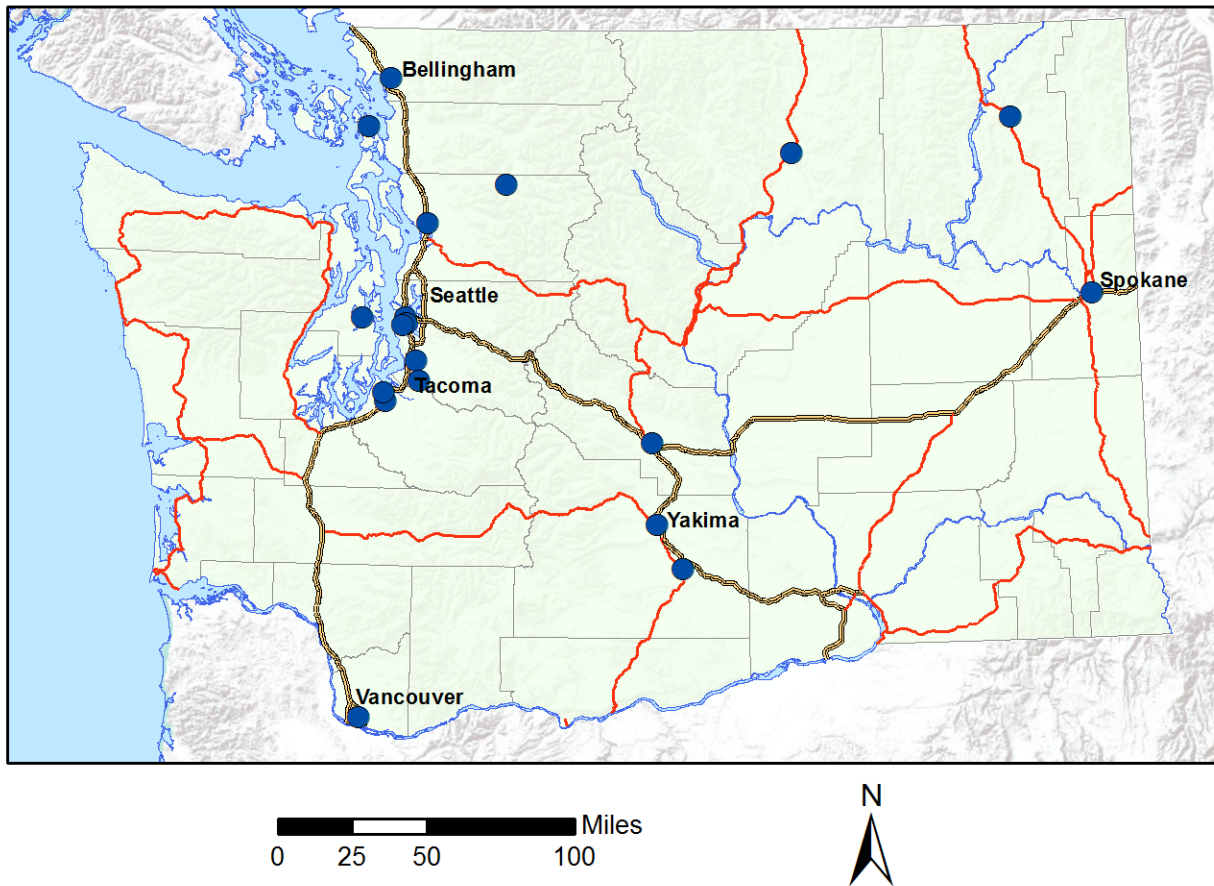 Bellingham
Seattle
Spokane
Tacoma
Yakima
Vancouver
N
Miles
0 25 50 100